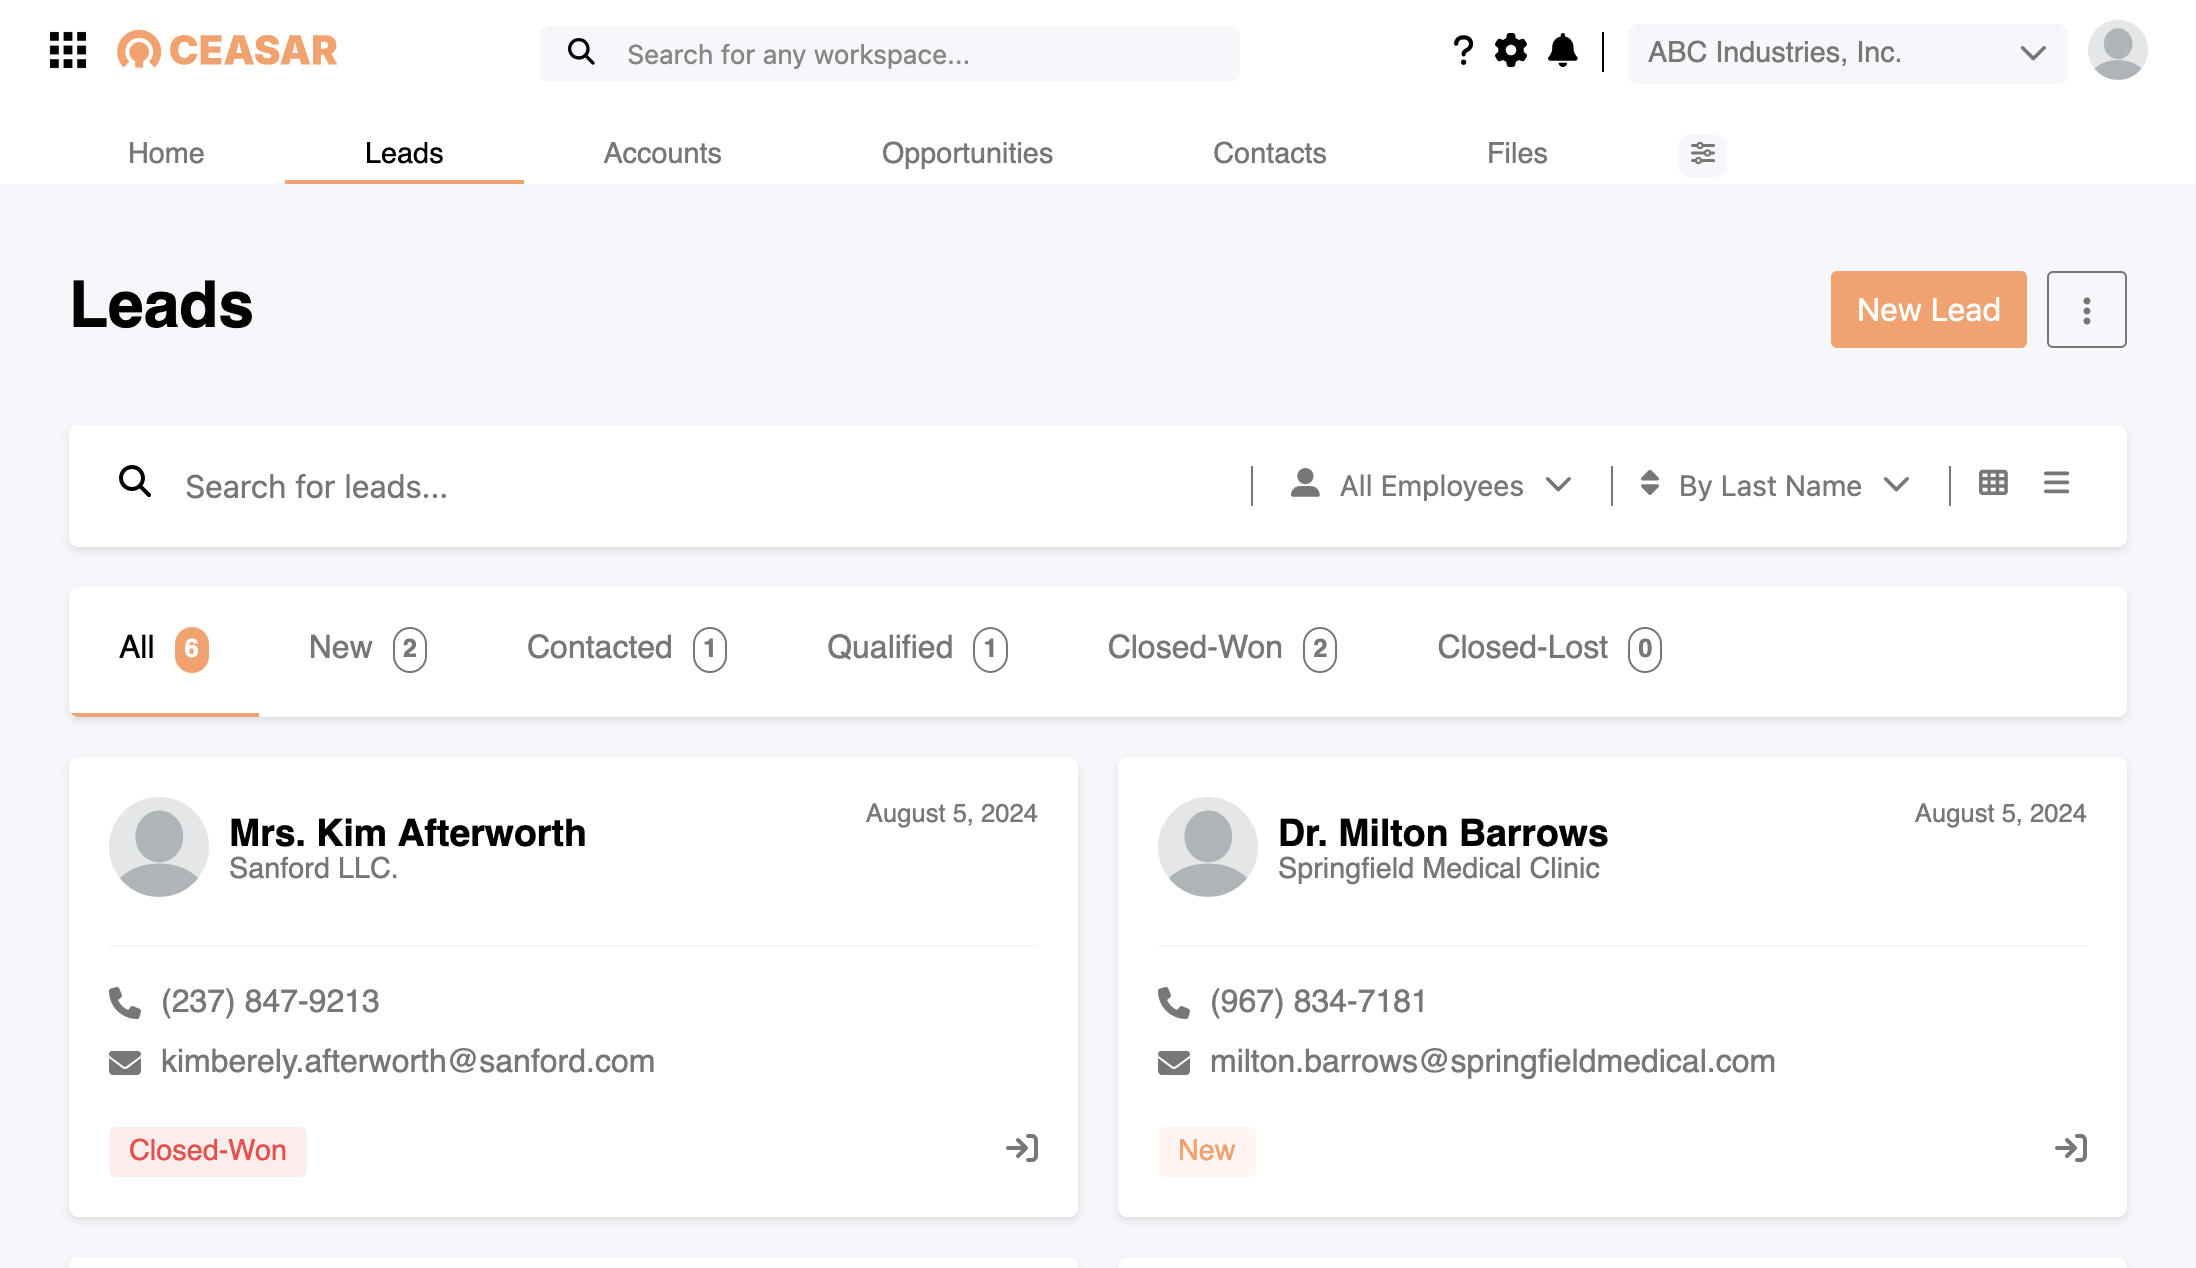 CEASAR
Search for any workspace...
ABC Industries, Inc.
Home
Leads
Accounts
Opportunities
Contacts
Files
Leads
New Lead
Search for leads...
All Employees
By Last Name
All 6
New 2
Contacted 1
Qualified 1
Closed-Won 2
Closed-Lost 0
Mrs. Kim Afterworth
Sanford LLC.
August 5, 2024
(237) 847-9213
kimberely.afterworth@sanford.com
Closed-Won
Dr. Milton Barrows
Springfield Medical Clinic
August 5, 2024
(967) 834-7181
milton.barrows@springfieldmedical.com
New